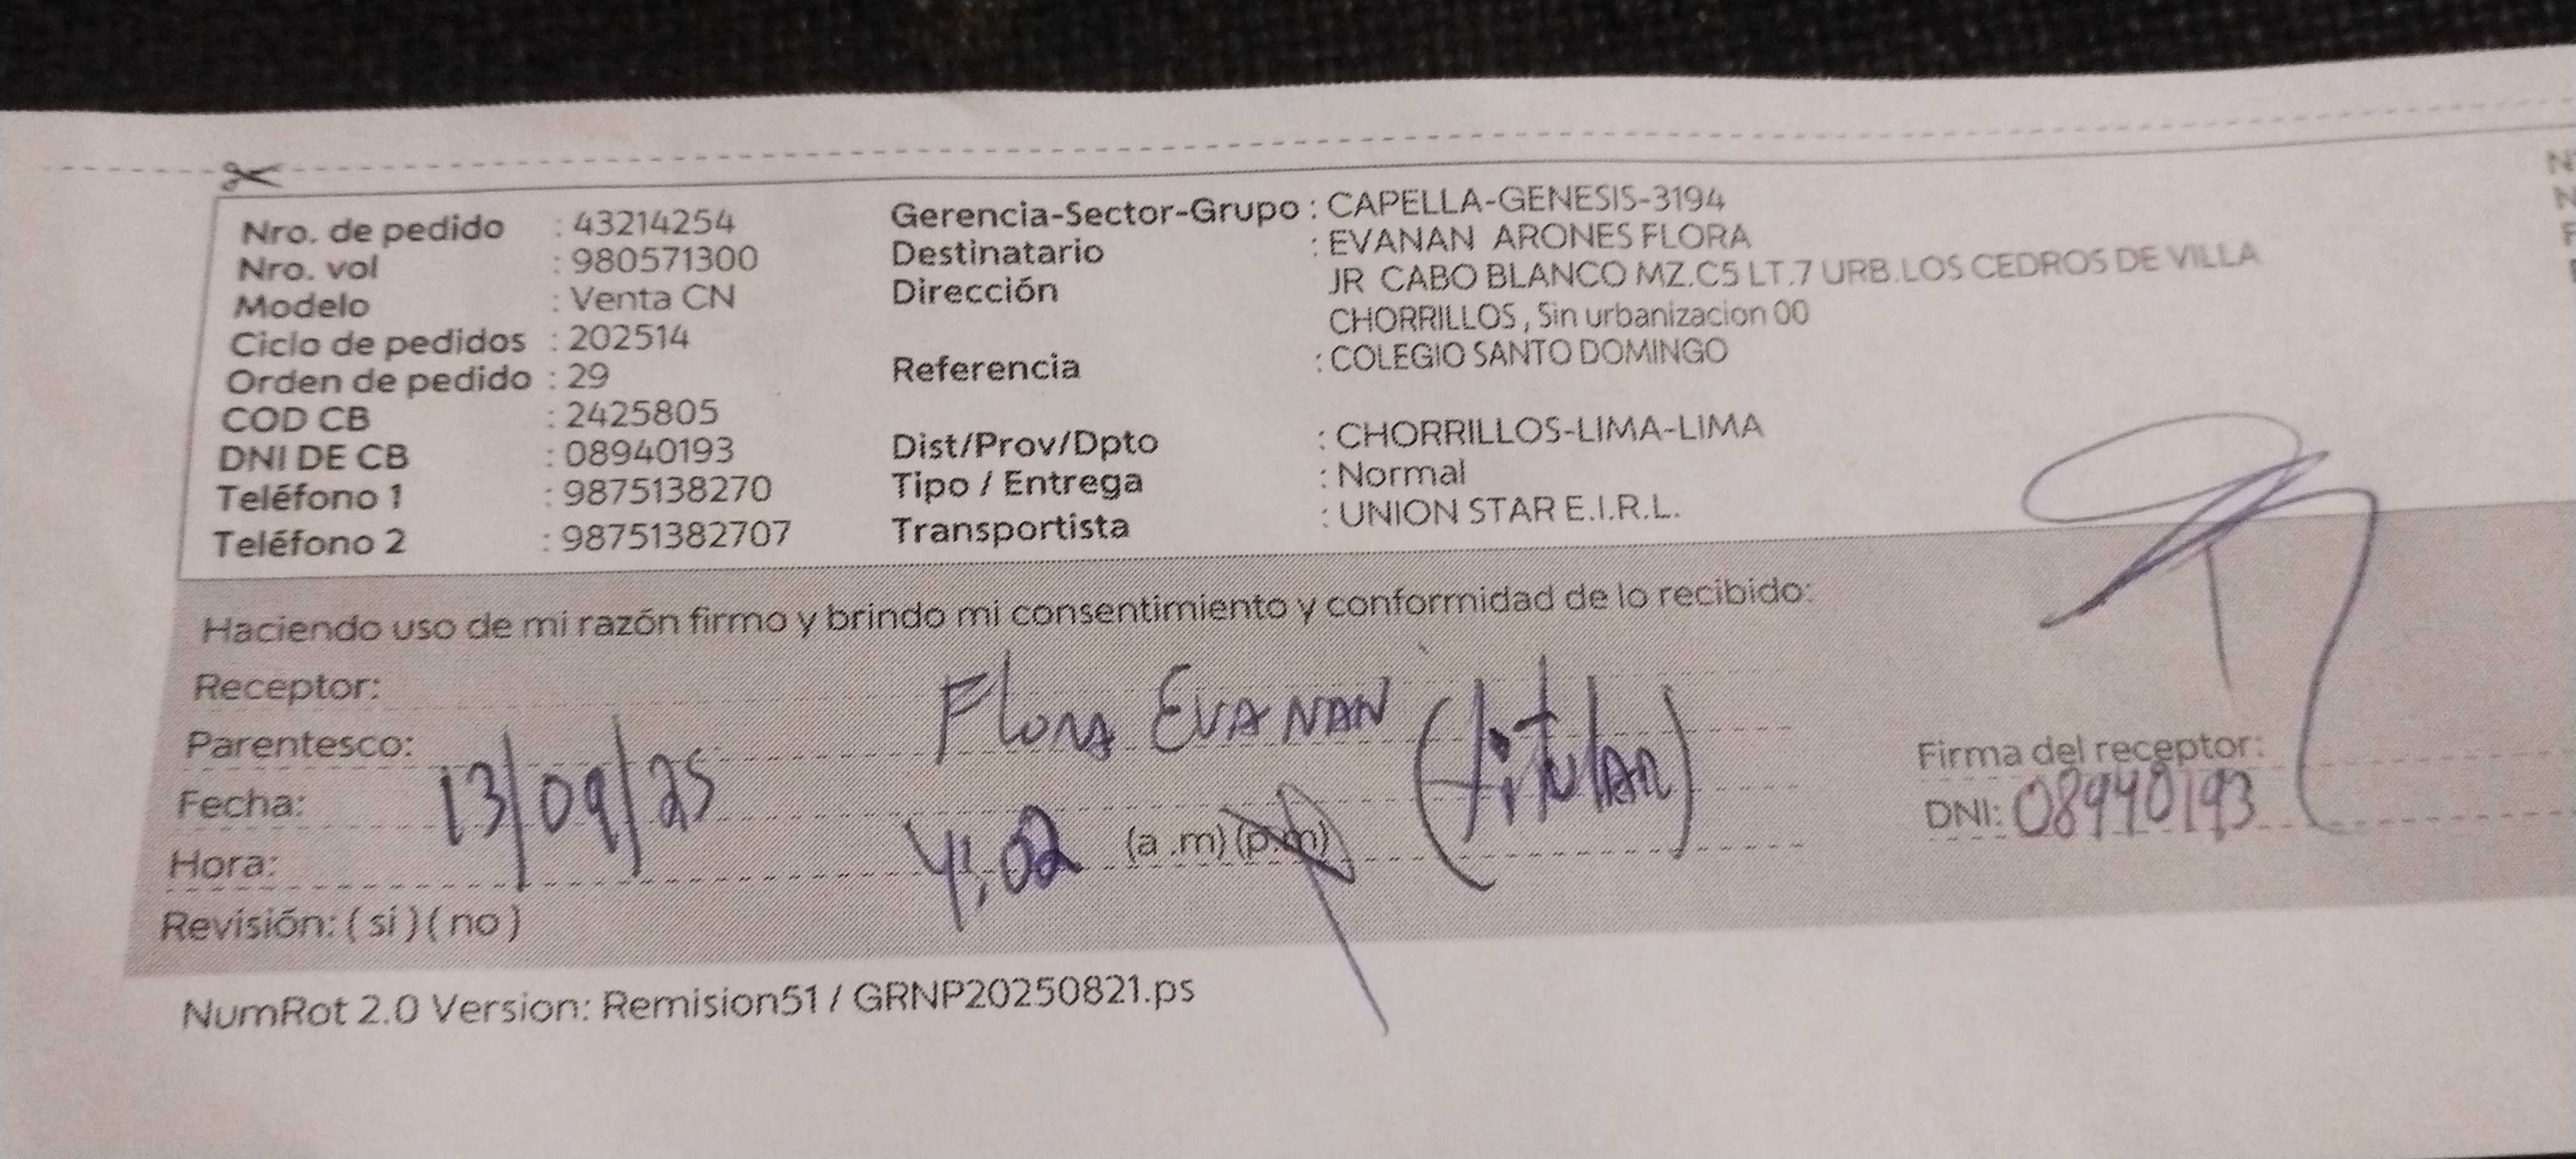 Nro. de pedido : 43214254
Nro. vol : 980571300
Modelo : Venta CN
Ciclo de pedidos : 202514
Orden de pedido : 29
COD CB : 2425805
DNI DE CB : 08940193
Teléfono 1 : 9875138270
Teléfono 2 : 98751382707
Gerencia-Sector-Grupo : CAPELLA-GENESIS-3194
Destinatario : EVANAN ARONES FLORA
Dirección JR CABO BLANCO MZ.C5 LT.7 URB.LOS CEDROS DE VILLA
CHORRILLOS , Sin urbanizacion 00
Referencia : COLEGIO SANTO DOMINGO
Dist/Prov/Dpto : CHORRILLOS-LIMA-LIMA
Tipo / Entrega : Normal
Transportista : UNION STAR E.I.R.L.
Haciendo uso de mi razón firmo y brindo mi consentimiento y conformidad de lo recibido:
Receptor: Flora EVANAN (titular)
Parentesco:
Fecha: 13/09/25
Hora: 4:02 (a .m) (p.m)
Revisión: ( si ) ( no )
Firma del receptor:
DNI: 08940193
NumRot 2.0 Version: Remision51 / GRNP20250821.ps